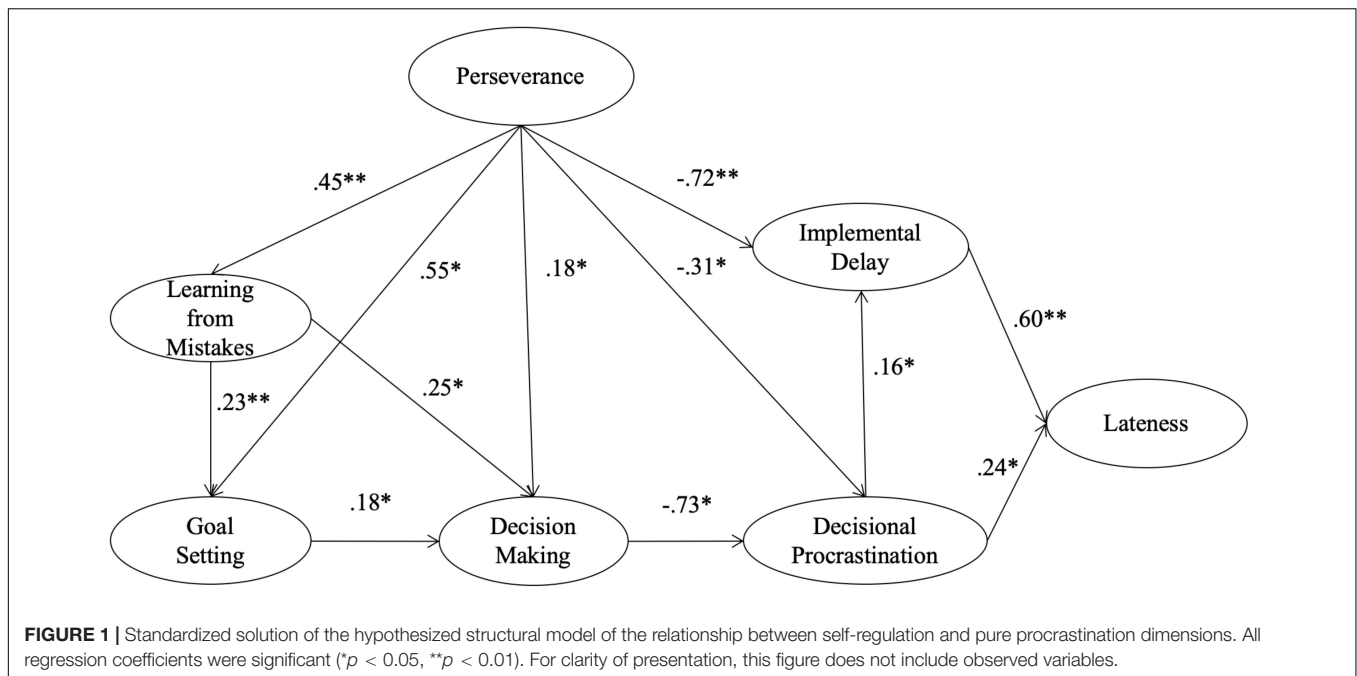 Perseverance
.45**
-.72**
Implemental
Delay
.55*
.18*
-.31*
Learning
from
Mistakes
.60**
.23**
.25*
.16*
Lateness
.24*
Goal
Setting
.18*
Decision
Making
-.73*
Decisional
Procrastination
FIGURE 1 | Standardized solution of the hypothesized structural model of the relationship between self-regulation and pure procrastination dimensions. All
regression coefficients were significant (*p < 0.05, **p < 0.01). For clarity of presentation, this figure does not include observed variables.